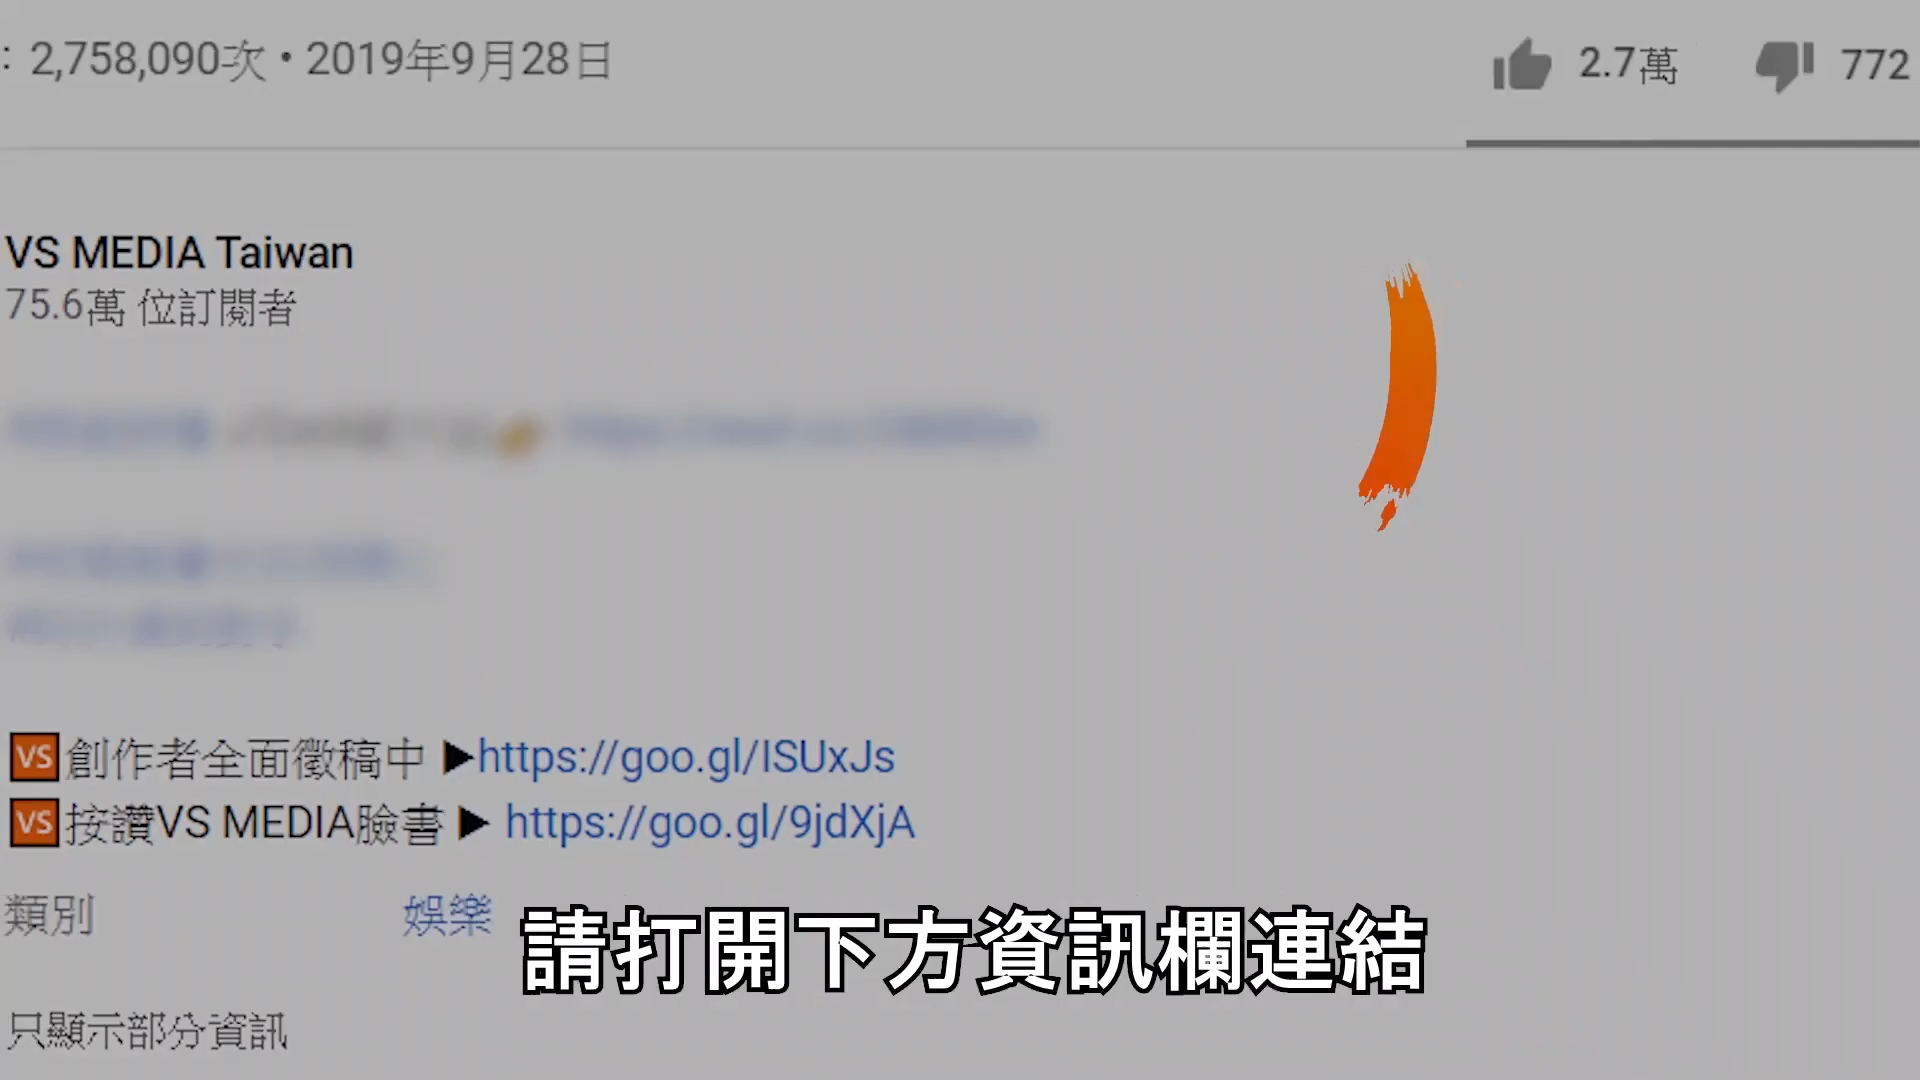 : 2,758,090次 • 2019年9月28日
2.7萬
772
VS MEDIA Taiwan
75.6萬 位訂閱者
VS創作者全面徵稿中 ▶https://goo.gl/ISUxJs
VS按讚VS MEDIA臉書 ▶ https://goo.gl/9jdXjA
類別 娛樂
請打開下方資訊欄連結
只顯示部分資訊